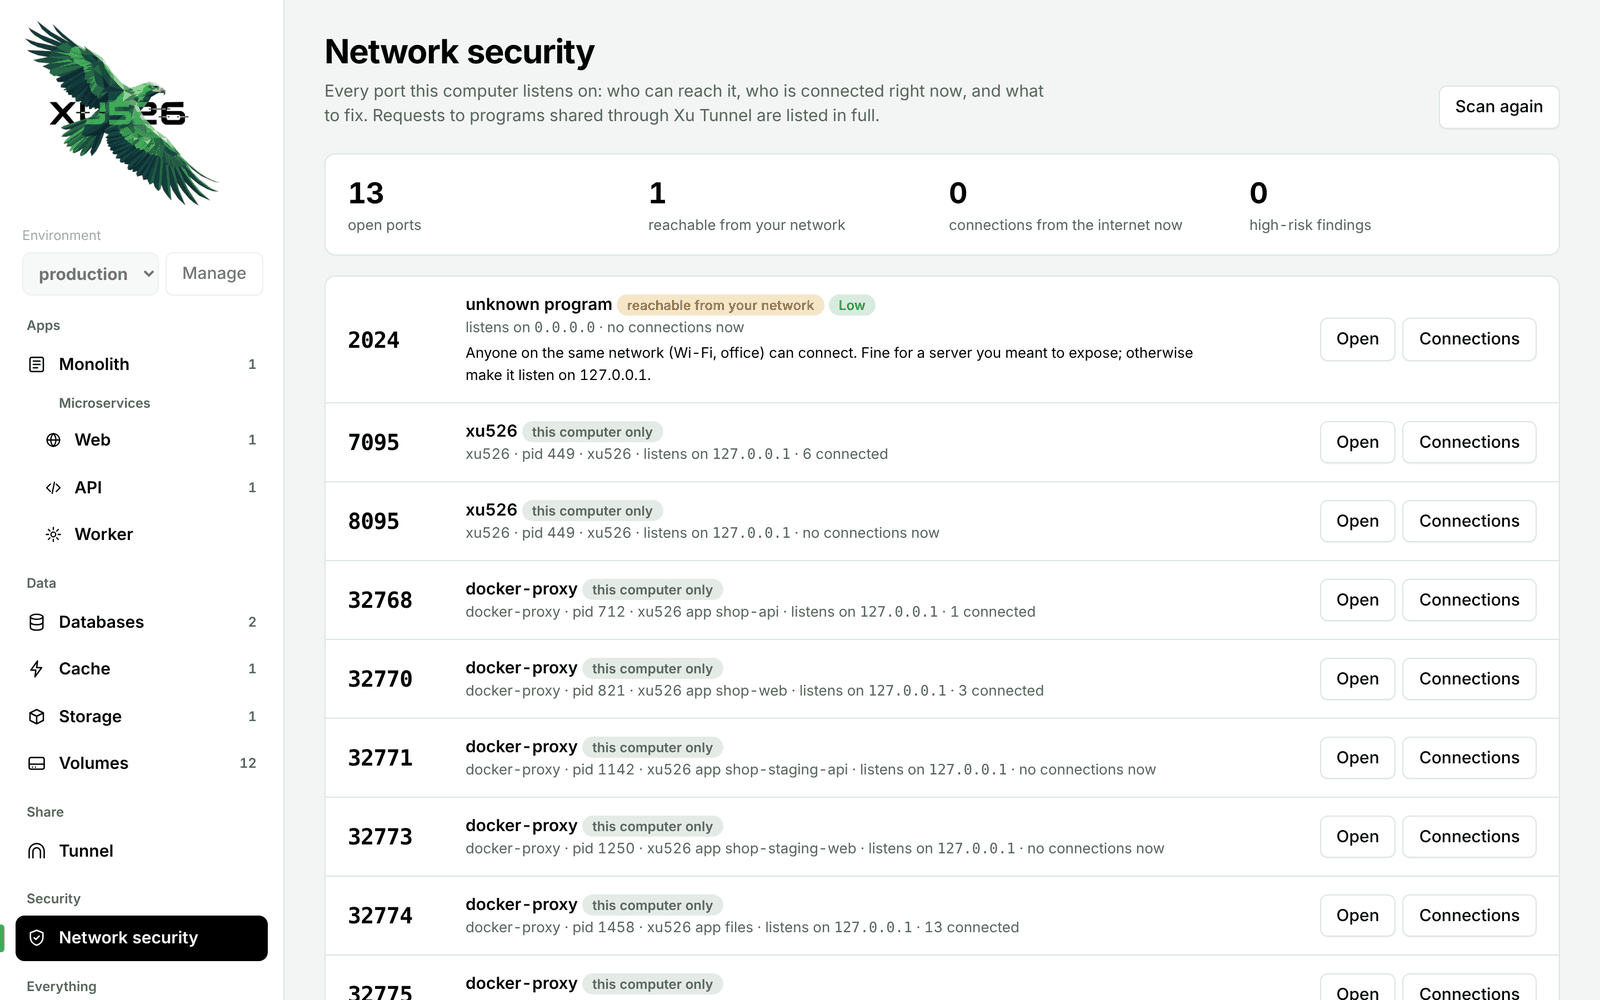 XU526
Environment
production
Manage
Apps
Monolith 1
Microservices
Web 1
API 1
Worker
Data
Databases 2
Cache 1
Storage 1
Volumes 12
Share
Tunnel
Security
Network security
Everything
Network security
Every port this computer listens on: who can reach it, who is connected right now, and what
to fix. Requests to programs shared through Xu Tunnel are listed in full.
Scan again
13
open ports
1
reachable from your network
0
connections from the internet now
0
high-risk findings
2024
unknown program reachable from your network Low
listens on 0.0.0.0 · no connections now
Anyone on the same network (Wi-Fi, office) can connect. Fine for a server you meant to expose; otherwise
make it listen on 127.0.0.1.
Open Connections
7095
xu526 this computer only
xu526 · pid 449 · xu526 · listens on 127.0.0.1 · 6 connected
Open Connections
8095
xu526 this computer only
xu526 · pid 449 · xu526 · listens on 127.0.0.1 · no connections now
Open Connections
32768
docker-proxy this computer only
docker-proxy · pid 712 · xu526 app shop-api · listens on 127.0.0.1 · 1 connected
Open Connections
32770
docker-proxy this computer only
docker-proxy · pid 821 · xu526 app shop-web · listens on 127.0.0.1 · 3 connected
Open Connections
32771
docker-proxy this computer only
docker-proxy · pid 1142 · xu526 app shop-staging-api · listens on 127.0.0.1 · no connections now
Open Connections
32773
docker-proxy this computer only
docker-proxy · pid 1250 · xu526 app shop-staging-web · listens on 127.0.0.1 · no connections now
Open Connections
32774
docker-proxy this computer only
docker-proxy · pid 1458 · xu526 app files · listens on 127.0.0.1 · 13 connected
Open Connections
32775
docker-proxy this computer only
Open Connections